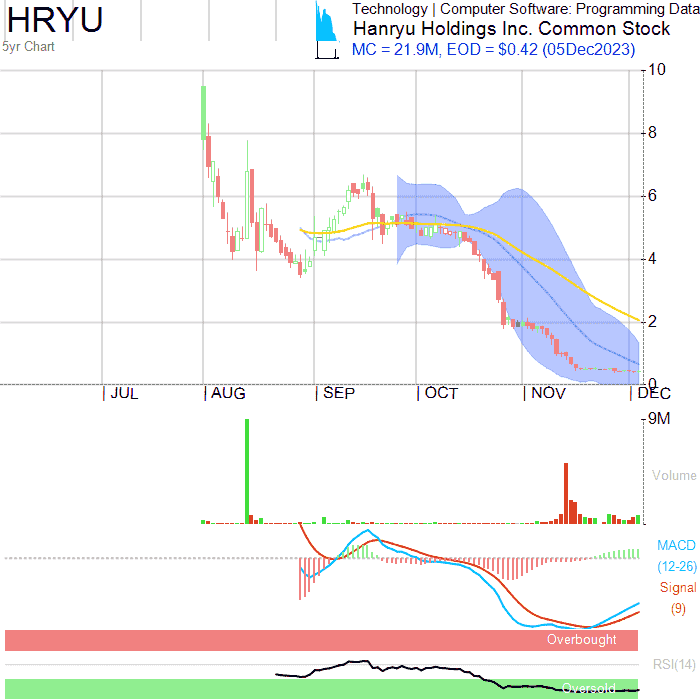 HRYU
5yr Chart
Technology | Computer Software: Programming Data
Hanryu Holdings Inc. Common Stock
MC = 21.9M, EOD = $0.42 (05Dec2023)
10
8
6
4
2
0
JUL
AUG
SEP
OCT
NOV
DEC
9M
Volume
MACD
(12-26)
Signal
(9)
Overbought
RSI(14)
Oversold